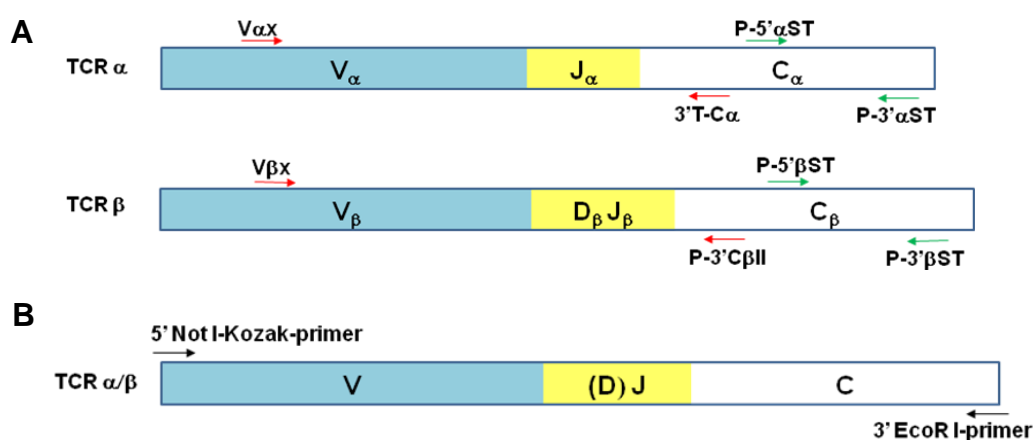 A
Vαx
P-5'αST
TCR α
Vα
Jα
Cα
3'T-Cα
P-3'αST
Vβx
P-5'βST
TCR β
Vβ
Dβ Jβ
Cβ
P-3'CβII
P-3'βST
B
5' Not I-Kozak-primer
TCR α/β
V
(D) J
C
3' EcoR I-primer